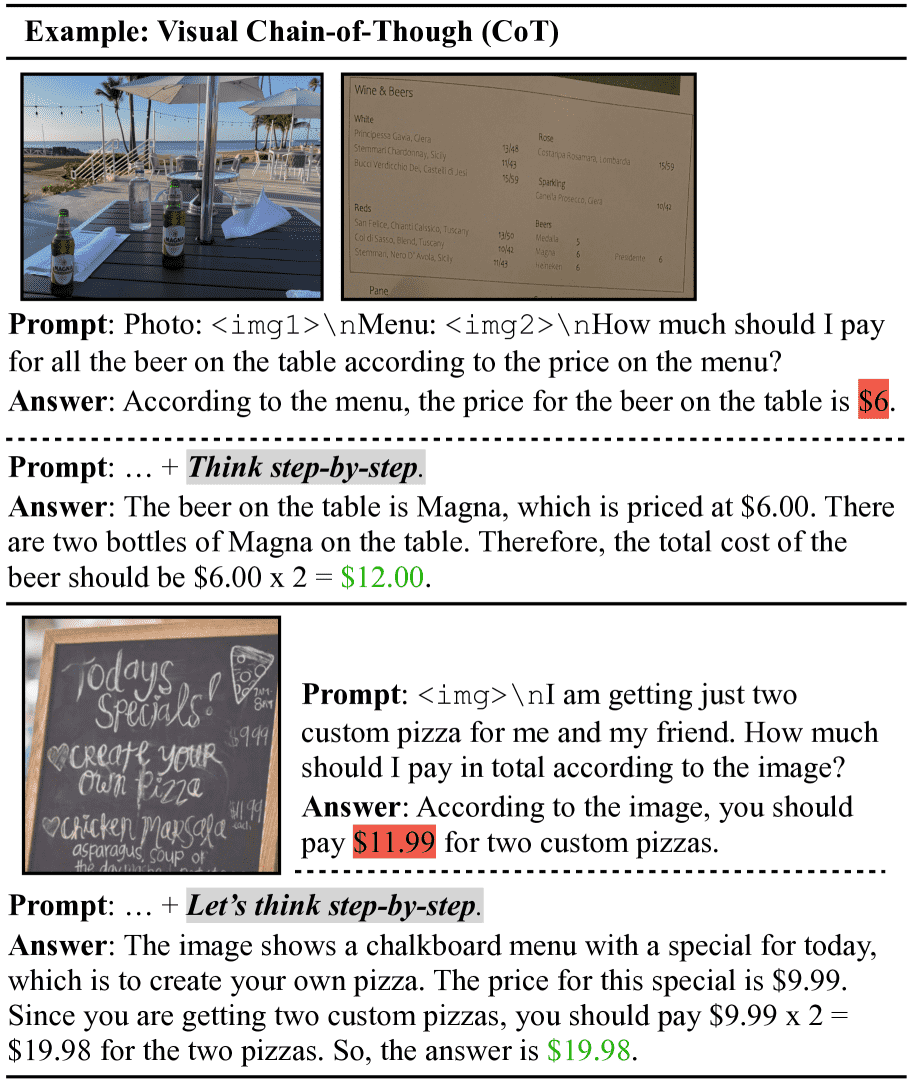 Example: Visual Chain-of-Though (CoT)
Wine & Beers
White
Principessa Gavia, Giera
Stemmari Chardonnay, Sicily 13/48
Bucci Verdicchio Dei, Castelli di Jesi 11/43
15/59
Reds
San Felice, Chianti Calssico, Tuscany 13/50
Col di Sasso, Blend, Tuscany 10/42
Stemmari, Nero D' Avola, Sicily 11/43
Pane
Rose
Costaripa Rosamara, Lombardia 15/59
Sparkling
Prosecco, Giera 10/42
Beers
Medalla 5
Magna 6
Heineken 6
Presidente 6
MAGNA
MAGNA
Prompt: Photo: <img1>\nMenu: <img2>\nHow much should I pay
for all the beer on the table according to the price on the menu?
Answer: According to the menu, the price for the beer on the table is $6.
Prompt: … + Think step-by-step.
Answer: The beer on the table is Magna, which is priced at $6.00. There
are two bottles of Magna on the table. Therefore, the total cost of the
beer should be $6.00 x 2 = $12.00.
Todays
Specials!
7AM-
$9.99
CREATE YOUR
OWN PiZZA
$11.99
CHiCKEN MARSALA
asparagus, soup of
Prompt: <img>\nI am getting just two
custom pizza for me and my friend. How much
should I pay in total according to the image?
Answer: According to the image, you should
pay $11.99 for two custom pizzas.
Prompt: … + Let's think step-by-step.
Answer: The image shows a chalkboard menu with a special for today,
which is to create your own pizza. The price for this special is $9.99.
Since you are getting two custom pizzas, you should pay $9.99 x 2 =
$19.98 for the two pizzas. So, the answer is $19.98.